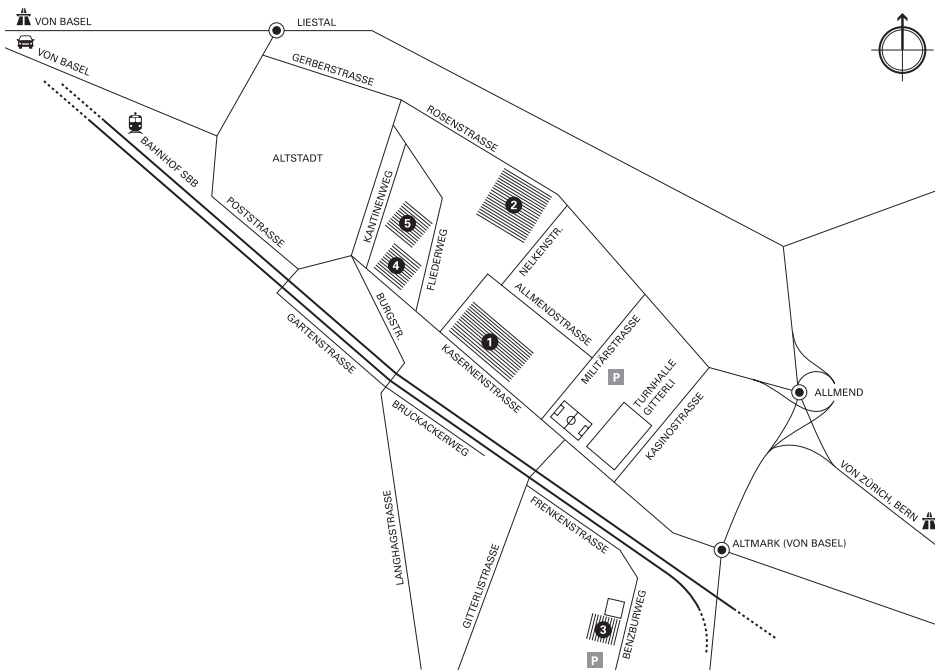 VON BASEL
LIESTAL
VON BASEL
GERBERSTRASSE
ROSENSTRASSE
BAHNHOF SBB
ALTSTADT
KANTINENWEG
2
5
POSTSTRASSE
FLIEDERWEG
NELKENSTR.
4
ALLMENDSTRASSE
BURGSTR.
1
GARTENSTRASSE
KASERNENSTRASSE
MILITÄRSTRASSE
P
TURNHALLE
GITTERLI
ALLMEND
KASINOSTRASSE
BRUCKACKERWEG
VON ZÜRICH, BERN
LANGHAGSTRASSE
FRENKENSTRASSE
ALTMARK (VON BASEL)
GITTERLISTRASSE
BENZBURWEG
3
P